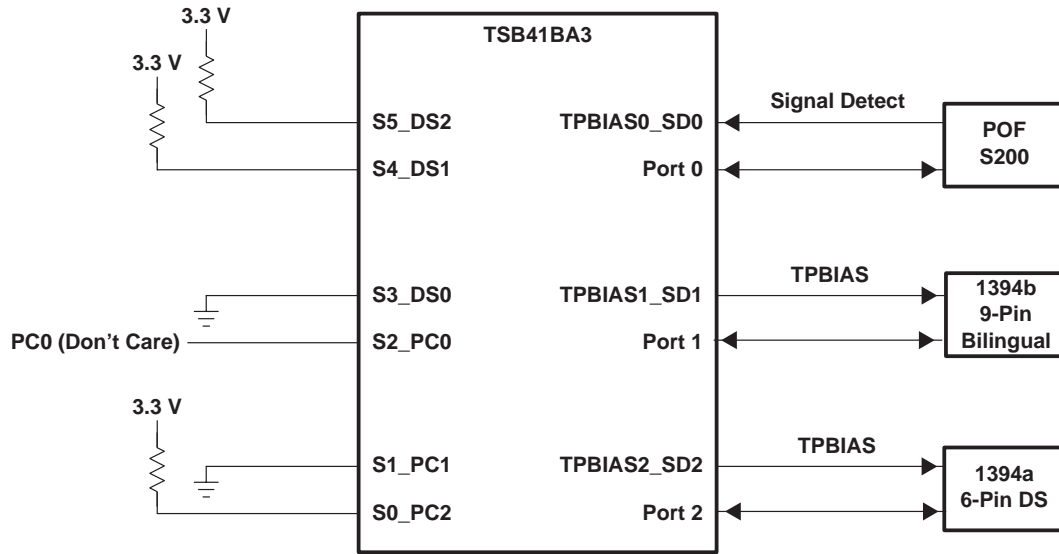 3.3 V
3.3 V
TSB41BA3
S5_DS2
S4_DS1
S3_DS0
PC0 (Don't Care)
S2_PC0
3.3 V
S1_PC1
S0_PC2
TPBIAS0_SD0
Port 0
TPBIAS1_SD1
Port 1
TPBIAS2_SD2
Port 2
Signal Detect
POF
S200
TPBIAS
1394b
9-Pin
Bilingual
TPBIAS
1394a
6-Pin DS